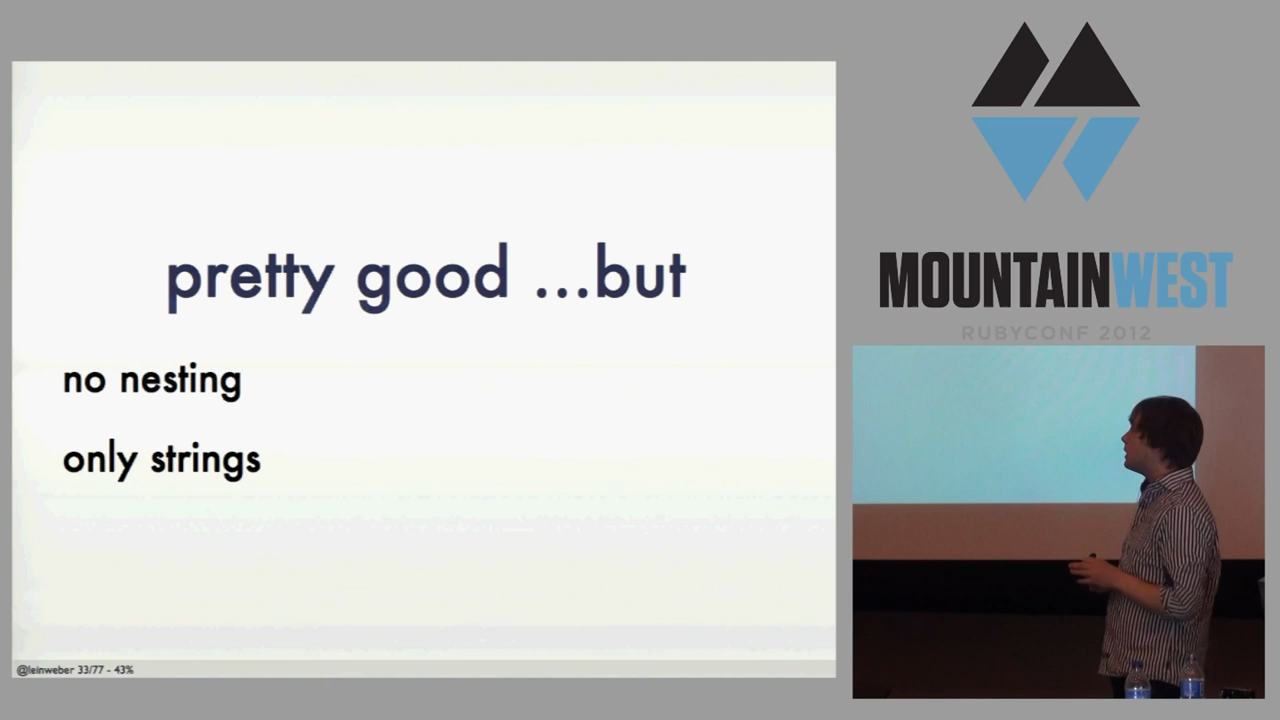 pretty good ...but
no nesting
only strings
@leinweber 33/77 - 43%
MOUNTAINWEST
RUBYCONF 2012